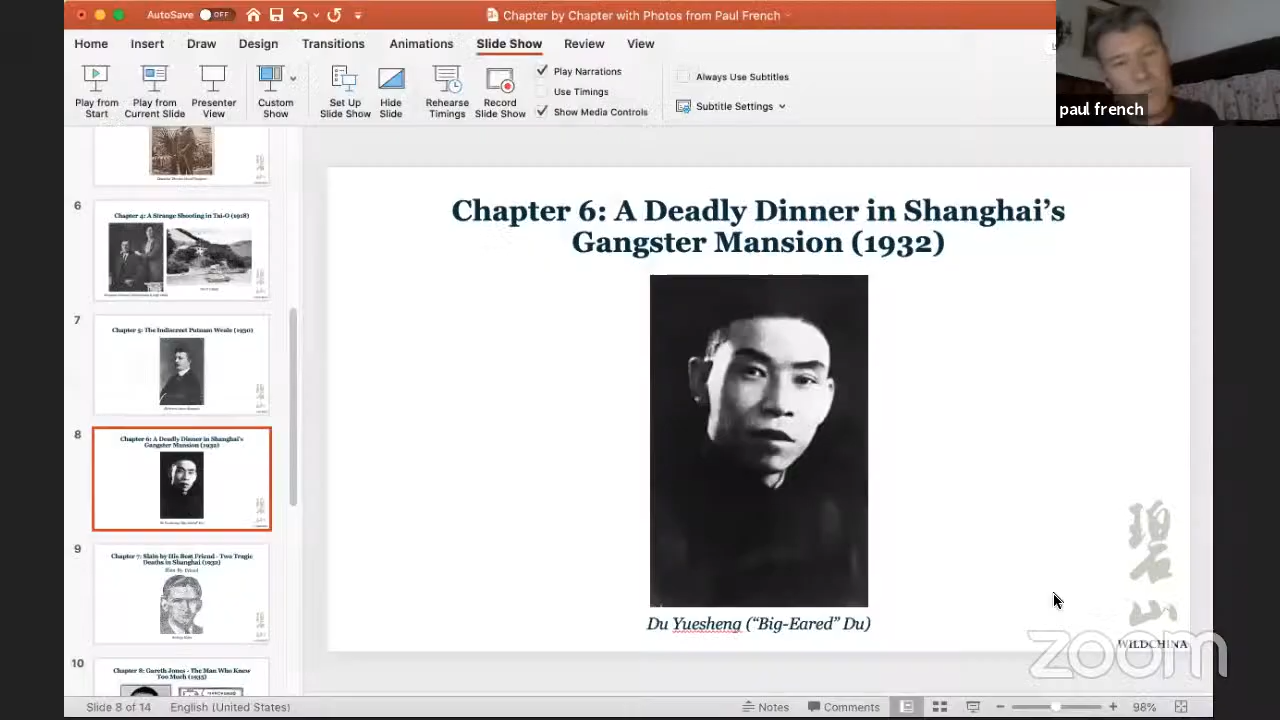 AutoSave OFF
Chapter by Chapter with Photos from Paul French
Home Insert Draw Design Transitions Animations Slide Show Review View
Play from Start
Play from Current Slide
Presenter View
Custom Show
Set Up Slide Show
Hide Slide
Rehearse Timings
Record Slide Show
Play Narrations
Use Timings
Show Media Controls
Always Use Subtitles
Subtitle Settings
paul french
6
Chapter 4: A Strange Shooting in Tai-O (1918)
7
Chapter 5: The Indiscreet Putnam Weale (1930)
8
Chapter 6: A Deadly Dinner in Shanghai's
Gangster Mansion (1932)
9
Chapter 7: Slain by His Best Friend - Two Tragic
Deaths in Shanghai (1932)
10
Chapter 8: Gareth Jones - The Man Who Knew
Too Much (1935)
Chapter 6: A Deadly Dinner in Shanghai’s
Gangster Mansion (1932)
Du Yuesheng (“Big-Eared” Du)
碧山
WILDCHINA
zoom
Slide 8 of 14 English (United States)
Notes Comments 98%